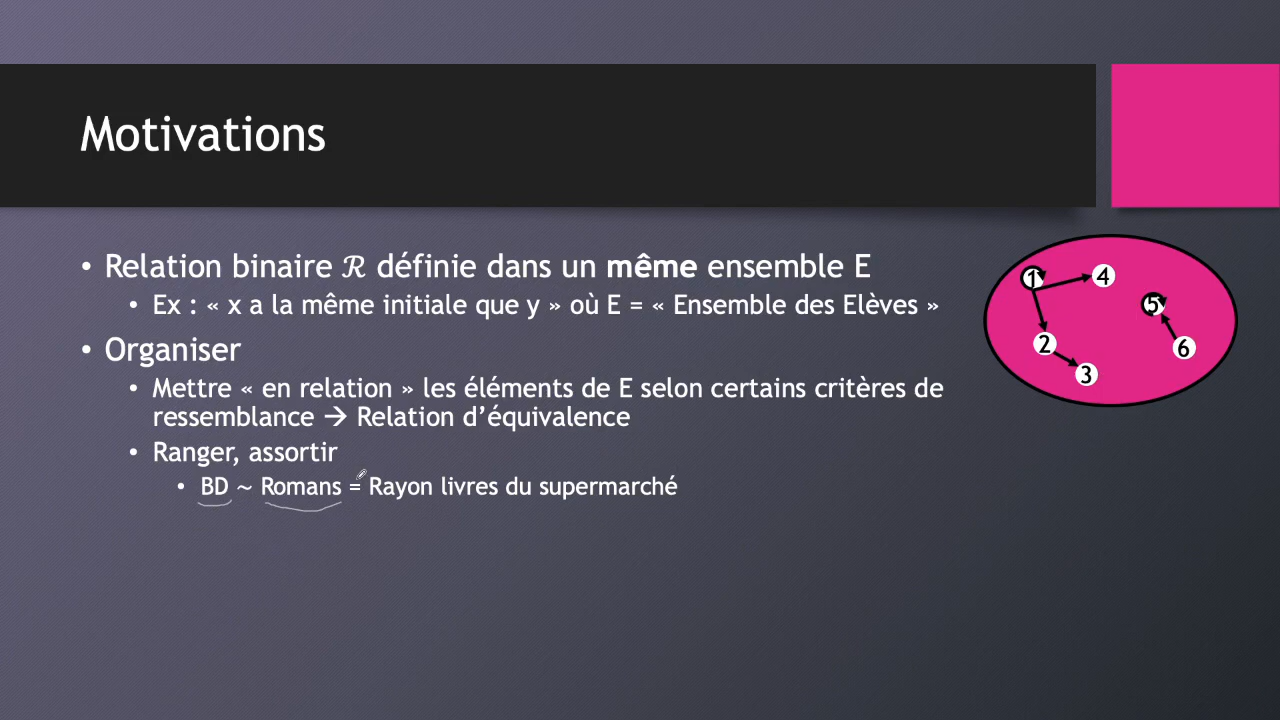 Motivations
• Relation binaire ℛ définie dans un même ensemble E
• Ex : « x a la même initiale que y » où E = « Ensemble des Elèves »
• Organiser
• Mettre « en relation » les éléments de E selon certains critères de
ressemblance → Relation d’équivalence
• Ranger, assortir
• BD ~ Romans = Rayon livres du supermarché
1
4
5
2
6
3